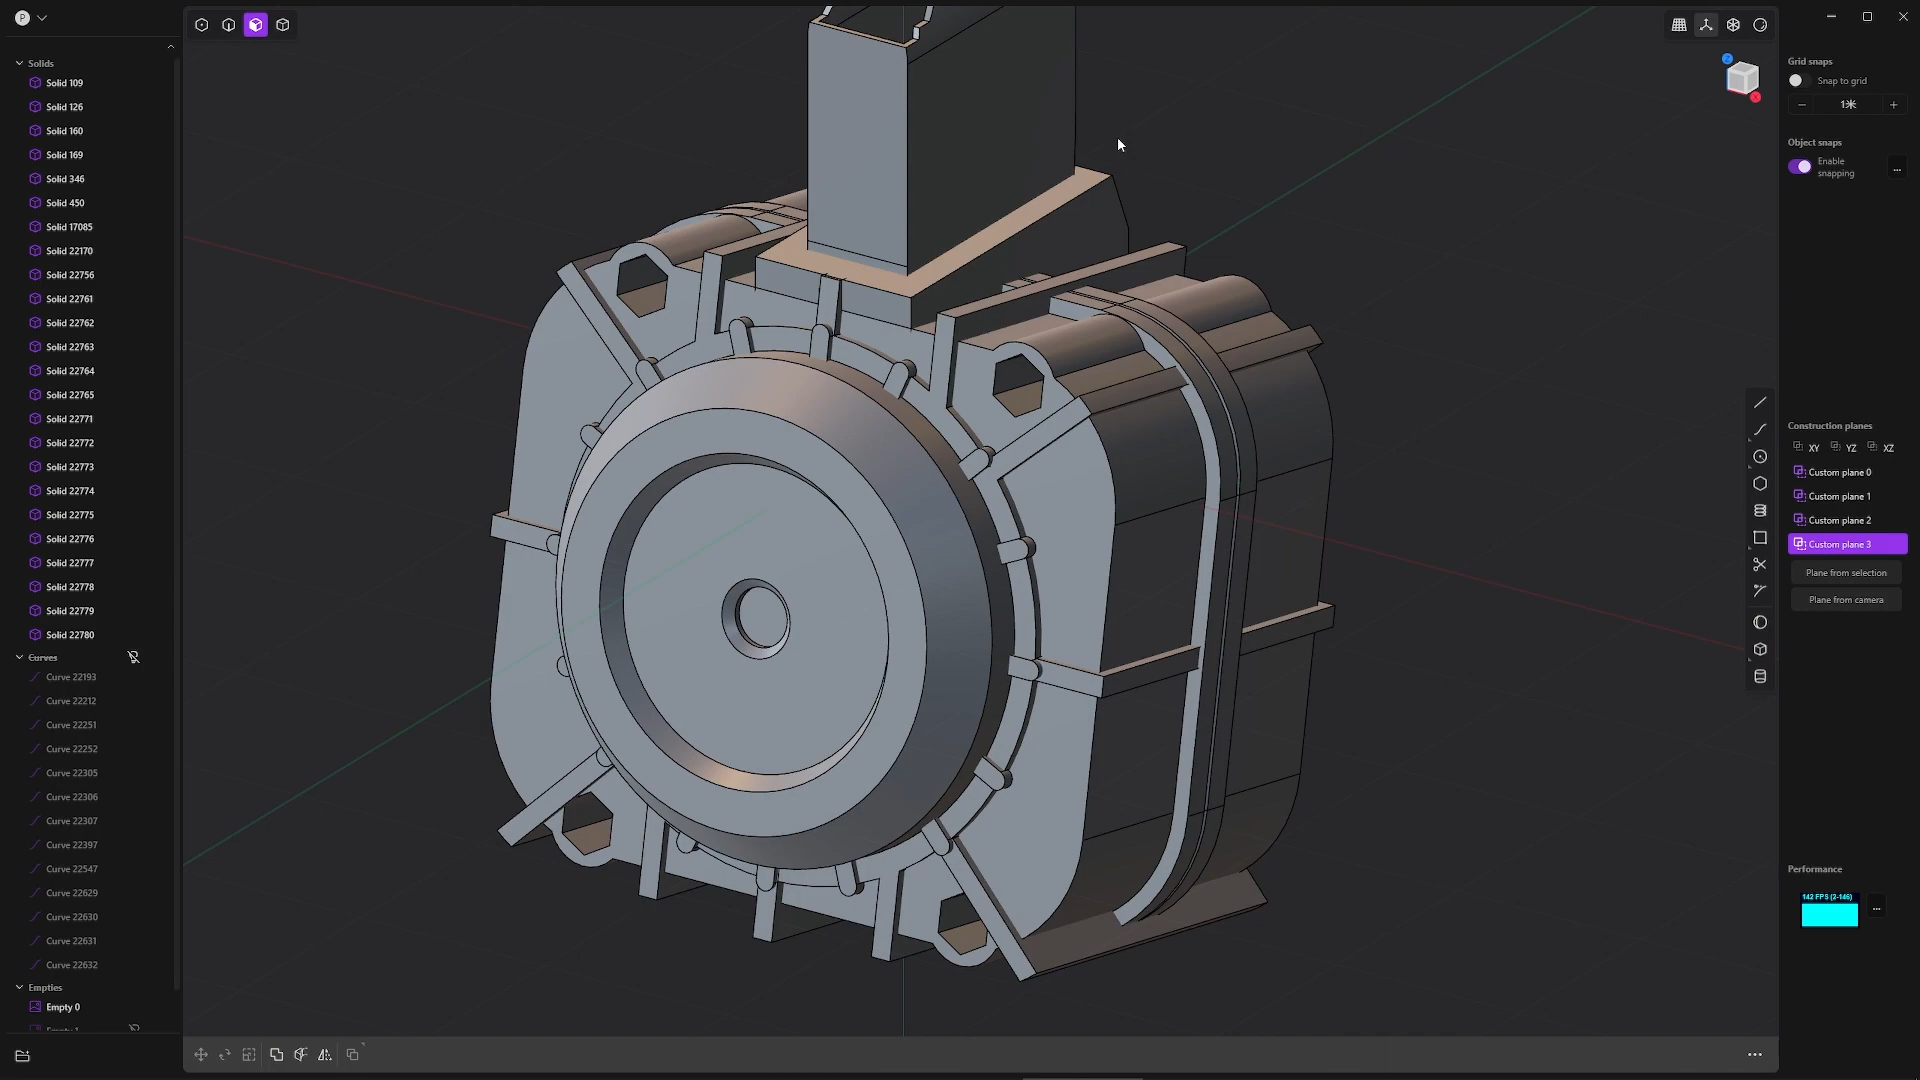 P
Solids
Solid 109
Solid 126
Solid 160
Solid 169
Solid 346
Solid 450
Solid 17085
Solid 22170
Solid 22756
Solid 22761
Solid 22762
Solid 22763
Solid 22764
Solid 22765
Solid 22771
Solid 22772
Solid 22773
Solid 22774
Solid 22775
Solid 22776
Solid 22777
Solid 22778
Solid 22779
Solid 22780
Curves
Curve 22193
Curve 22212
Curve 22251
Curve 22252
Curve 22305
Curve 22306
Curve 22307
Curve 22397
Curve 22547
Curve 22629
Curve 22630
Curve 22631
Curve 22632
Empties
Empty 0
Z
X
Grid snaps
Snap to grid
Object snaps
Enable
snapping
...
Construction planes
XY YZ XZ
Custom plane 0
Custom plane 1
Custom plane 2
Custom plane 3
Plane from selection
Plane from camera
Performance
142 FPS (2-146)
...